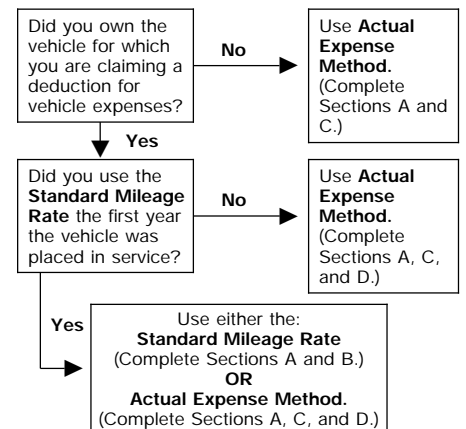 Did you own the
vehicle for which
you are claiming a
deduction for
vehicle expenses?
No
Use Actual
Expense
Method.
(Complete
Sections A and
C.)
Yes
Did you use the
Standard Mileage
Rate the first year
the vehicle was
placed in service?
No
Use Actual
Expense
Method.
(Complete
Sections A, C,
and D.)
Yes
Use either the:
Standard Mileage Rate
(Complete Sections A and B.)
OR
Actual Expense Method.
(Complete Sections A, C, and D.)